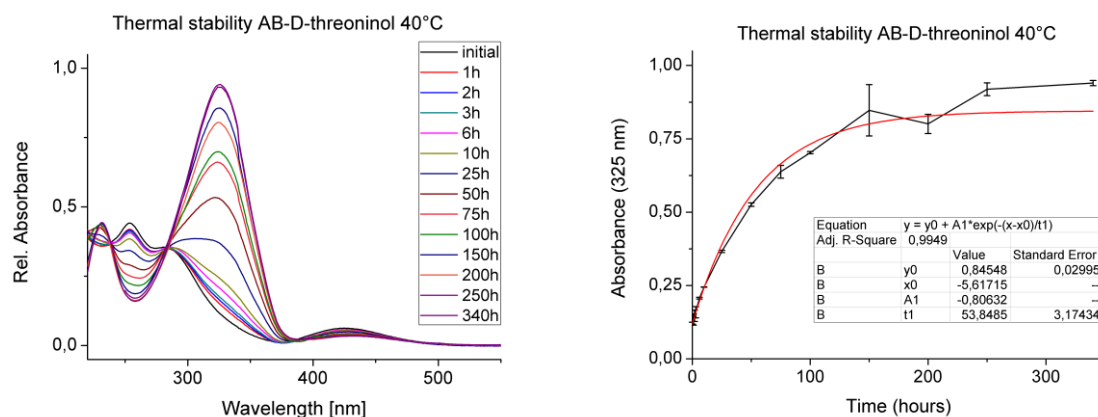 Thermal stability AB-D-threoninol 40°C
1,0
0,5
0,0
Rel. Absorbance
300
400
500
Wavelength [nm]
initial
1h
2h
3h
6h
10h
25h
50h
75h
100h
150h
200h
250h
340h
Thermal stability AB-D-threoninol 40°C
1,00
0,75
0,50
0,25
0,00
Absorbance (325 nm)
0
100
200
300
Time (hours)
Equation y = y0 + A1*exp(-(x-x0)/t1)
Adj. R-Square 0,9949
Value Standard Error
B y0 0,84548 0,02995
B x0 -5,61715 --
B A1 -0,80632 --
B t1 53,8485 3,17434